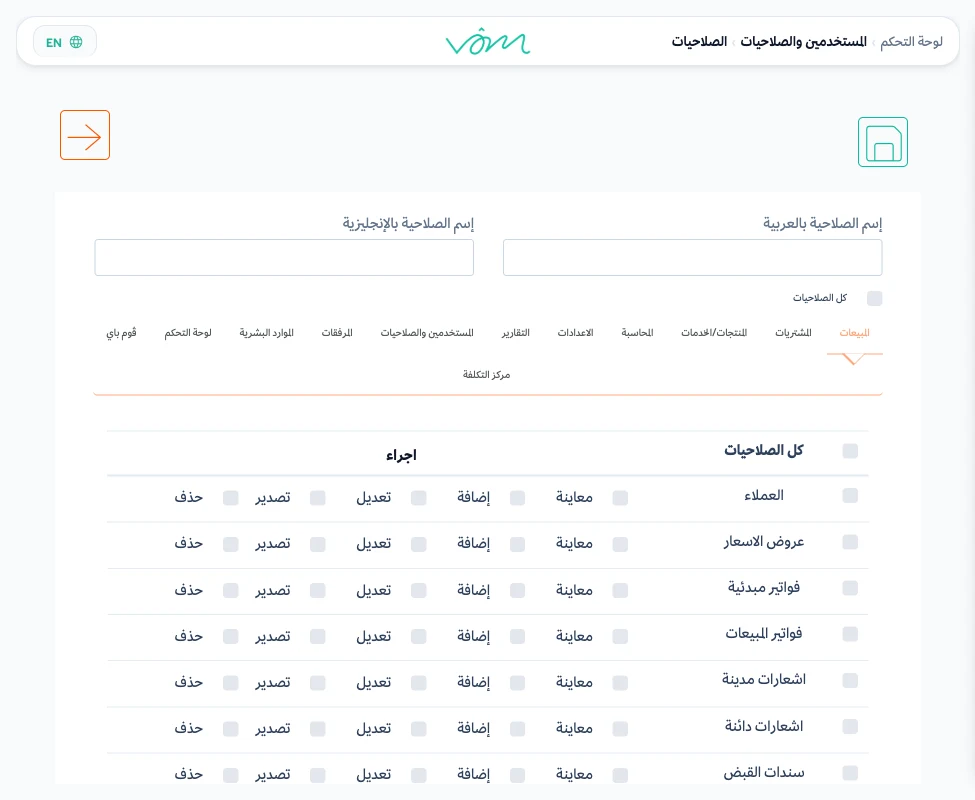 لوحة التحكم › المستخدمين والصلاحيات › الصلاحيات
vôm
EN
إسم الصلاحية بالعربية
إسم الصلاحية بالإنجليزية
كل الصلاحيات
المبيعات المشتريات المنتجات/الخدمات المحاسبة الاعدادات التقارير المستخدمين والصلاحيات المرفقات الموارد البشرية لوحة التحكم ڤوم باي
مركز التكلفة
كل الصلاحيات اجراء
العملاء معاينة إضافة تعديل تصدير حذف
عروض الاسعار معاينة إضافة تعديل تصدير حذف
فواتير مبدئية معاينة إضافة تعديل تصدير حذف
فواتير المبيعات معاينة إضافة تعديل تصدير حذف
اشعارات مدينة معاينة إضافة تعديل تصدير حذف
اشعارات دائنة معاينة إضافة تعديل تصدير حذف
سندات القبض معاينة إضافة تعديل تصدير حذف